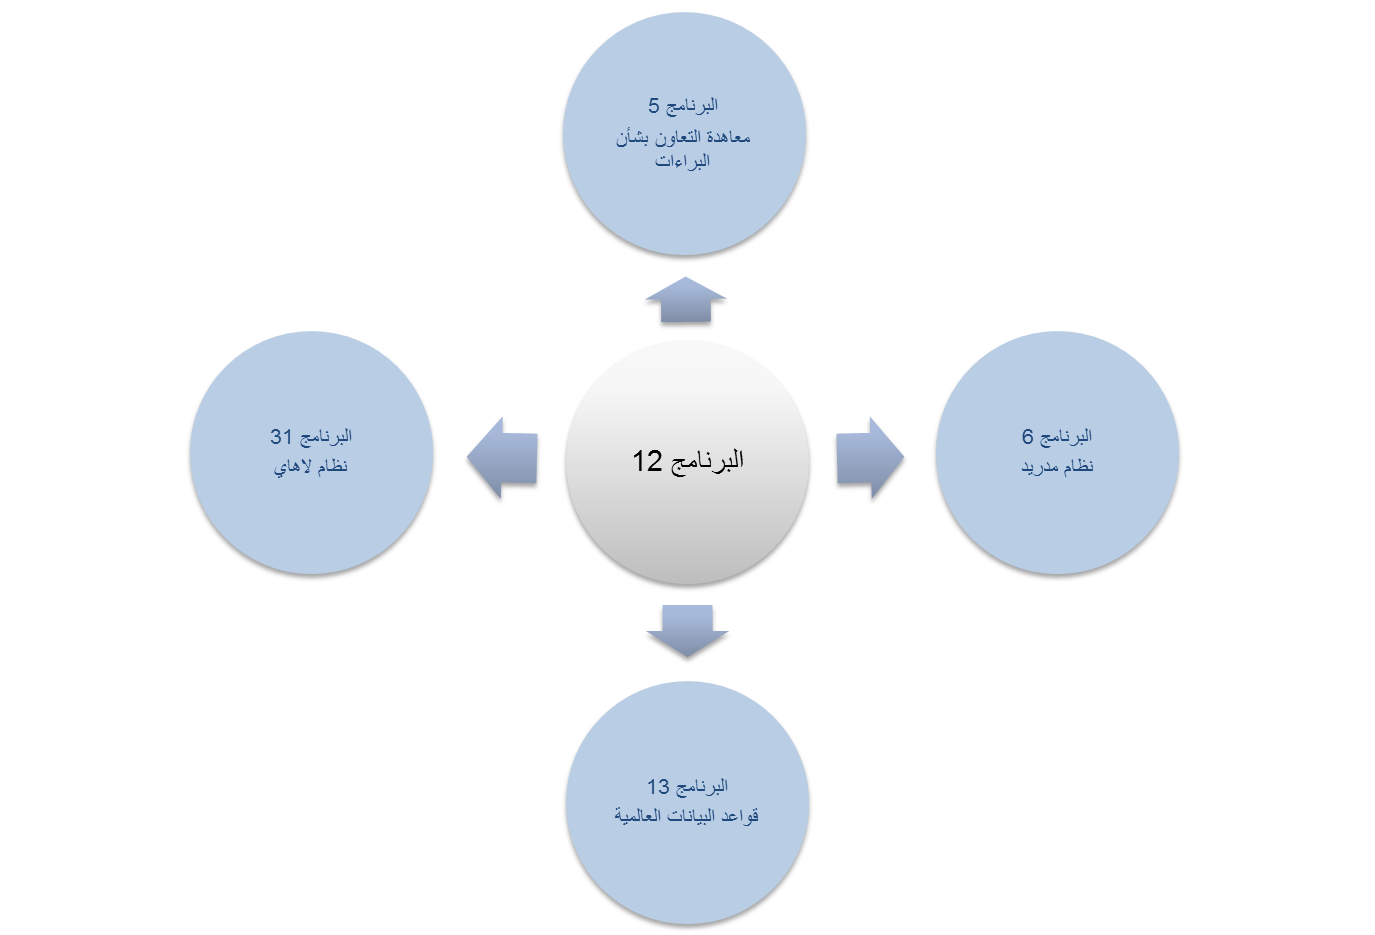 البرنامج 5
معاهدة التعاون بشأن
البراءات
البرنامج 6
نظام مدريد
البرنامج 12
البرنامج 31
نظام لاهاي
البرنامج 13
قواعد البيانات العالمية